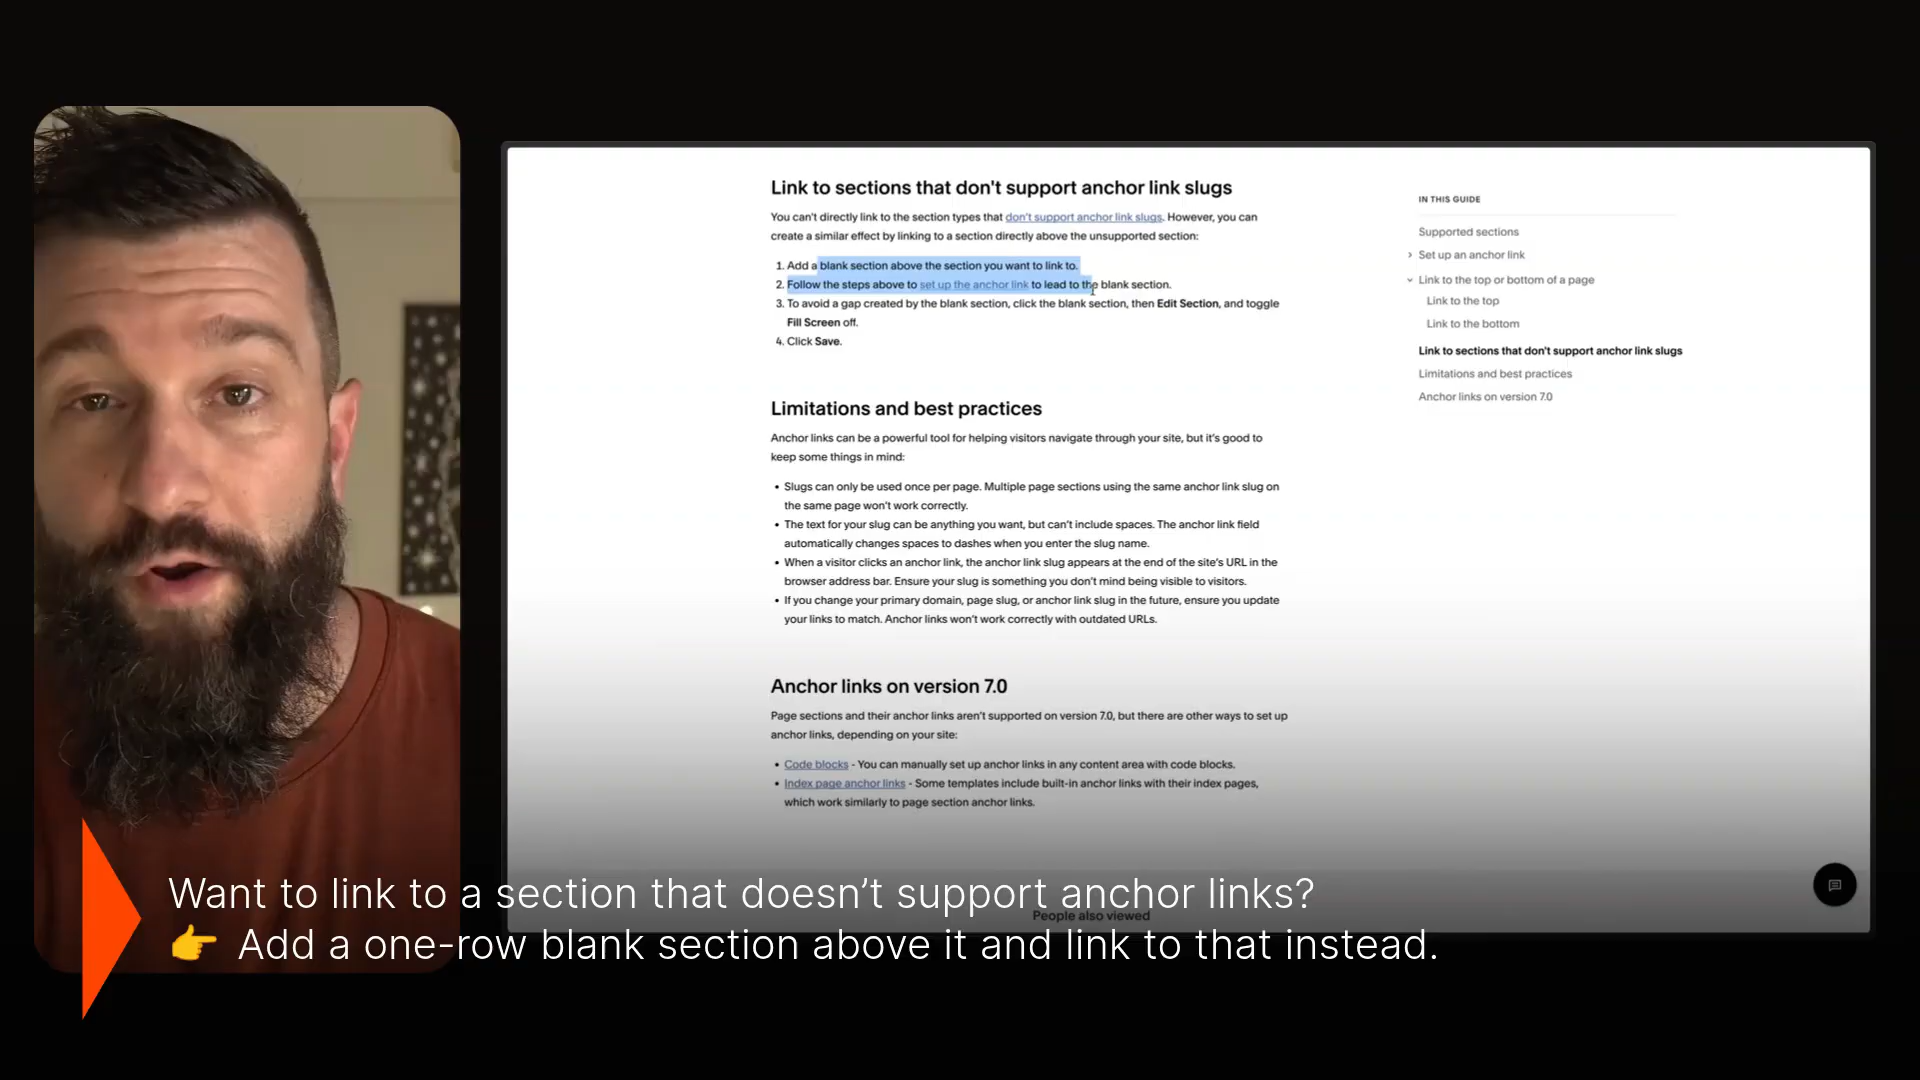 Link to sections that don't support anchor link slugs
You can't directly link to the section types that don't support anchor link slugs. However, you can
create a similar effect by linking to a section directly above the unsupported section:
1. Add a blank section above the section you want to link to.
2. Follow the steps above to set up the anchor link to lead to the blank section.
3. To avoid a gap created by the blank section, click the blank section, then Edit Section, and toggle
Fill Screen off.
4. Click Save.
Limitations and best practices
Anchor links can be a powerful tool for helping visitors navigate through your site, but it's good to
keep some things in mind:
• Slugs can only be used once per page. Multiple page sections using the same anchor link slug on
the same page won't work correctly.
• The text for your slug can be anything you want, but can't include spaces. The anchor link field
automatically changes spaces to dashes when you enter the slug name.
• When a visitor clicks an anchor link, the anchor link slug appears at the end of the site's URL in the
browser address bar. Ensure your slug is something you don't mind being visible to visitors.
• If you change your primary domain, page slug, or anchor link slug in the future, ensure you update
your links to match. Anchor links won't work correctly with outdated URLs.
Anchor links on version 7.0
Page sections and their anchor links aren't supported on version 7.0, but there are other ways to set up
anchor links, depending on your site:
• Code blocks - You can manually set up anchor links in any content area with code blocks.
• Index page anchor links - Some templates include built-in anchor links with their index pages,
which work similarly to page section anchor links.
People also viewed
IN THIS GUIDE
Supported sections
Set up an anchor link
Link to the top or bottom of a page
Link to the top
Link to the bottom
Link to sections that don't support anchor link slugs
Limitations and best practices
Anchor links on version 7.0
Want to link to a section that doesn't support anchor links?
👉 Add a one-row blank section above it and link to that instead.